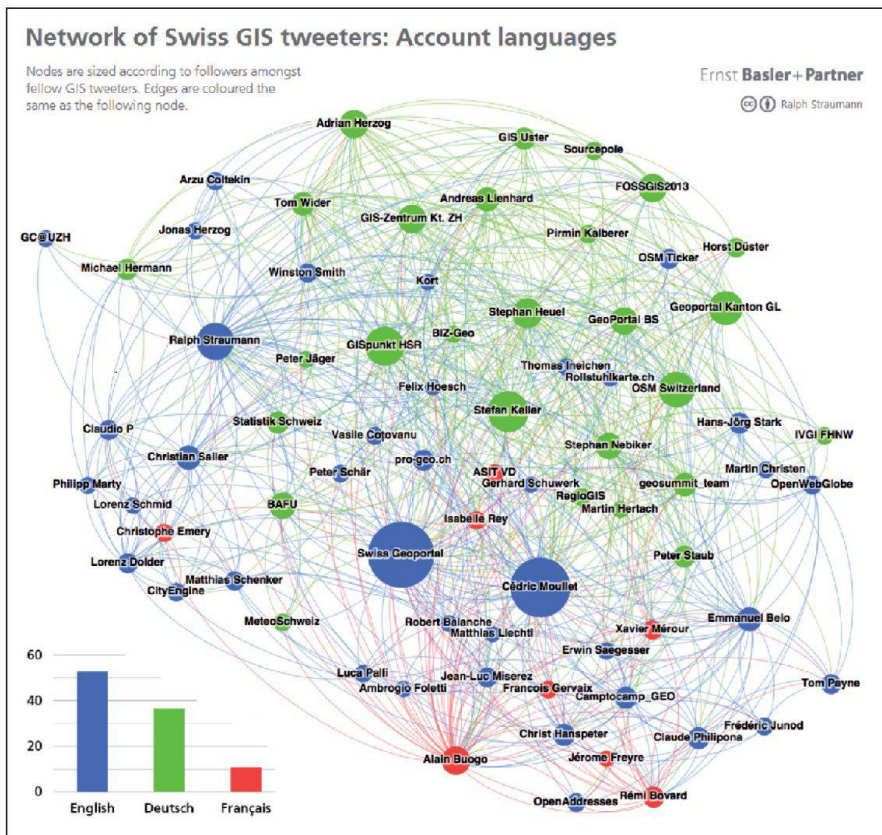 Network of Swiss GIS tweeters: Account languages
Nodes are sized according to followers amongst
fellow GIS tweeters. Edges are coloured the
same as the following node.
Ernst Basler+Partner
cc Ralph Straumann
Adrian Herzog
GIS Uster
Sourcepole
Arzu Coltekin
FOSSGIS2013
Andreas Lienhard
Tom Wider
GIS-Zentrum Kt. ZH
Jonas Herzog
Pirmin Kalberer
GC@UZH
Horst Düster
OSM Ticker
Michael Hermann
Winston Smith
Kort
Geoportal Kanton GL
Stephan Heuel
GeoPortal BS
BIZ-Geo
Ralph Straumann
GISpunkt HSR
Peter Jäger
Thomas Ineichen
Rollstuhlkarte.ch
Felix Hoesch
OSM Switzerland
Stefan Keller
Statistik Schweiz
Hans-Jörg Stark
Claudio P
Vasile Coțovanu
IVGI FHNW
Stephan Nebiker
Christian Sailer
pro-geo.ch
Peter Schär
ASIT VD
Martin Christen
Philipp Marty
Gerhard Schuwerk
geosummit_team
OpenWebGlobe
RegioGIS
Lorenz Schmid
BAFU
Martin Hertach
Isabelle Rey
Christophe Emery
Swiss Geoportal
Peter Staub
Lorenz Dolder
Matthias Schenker
Cédric Moullet
CityEngine
MeteoSchweiz
Robert Balanche
Emmanuel Belo
Matthias Liechti
Xavier Mérour
Erwin Saegesser
Luca Palli
Jean-Luc Miserez
Tom Payne
Ambrogio Foletti
Francois Gervaix
Camptocamp_GEO
Frédéric Junod
Christ Hanspeter
Claude Philipona
Alain Buogo
Jérome Freyre
OpenAddresses
Rémi Bovard
60
40
20
0
English
Deutsch
Français